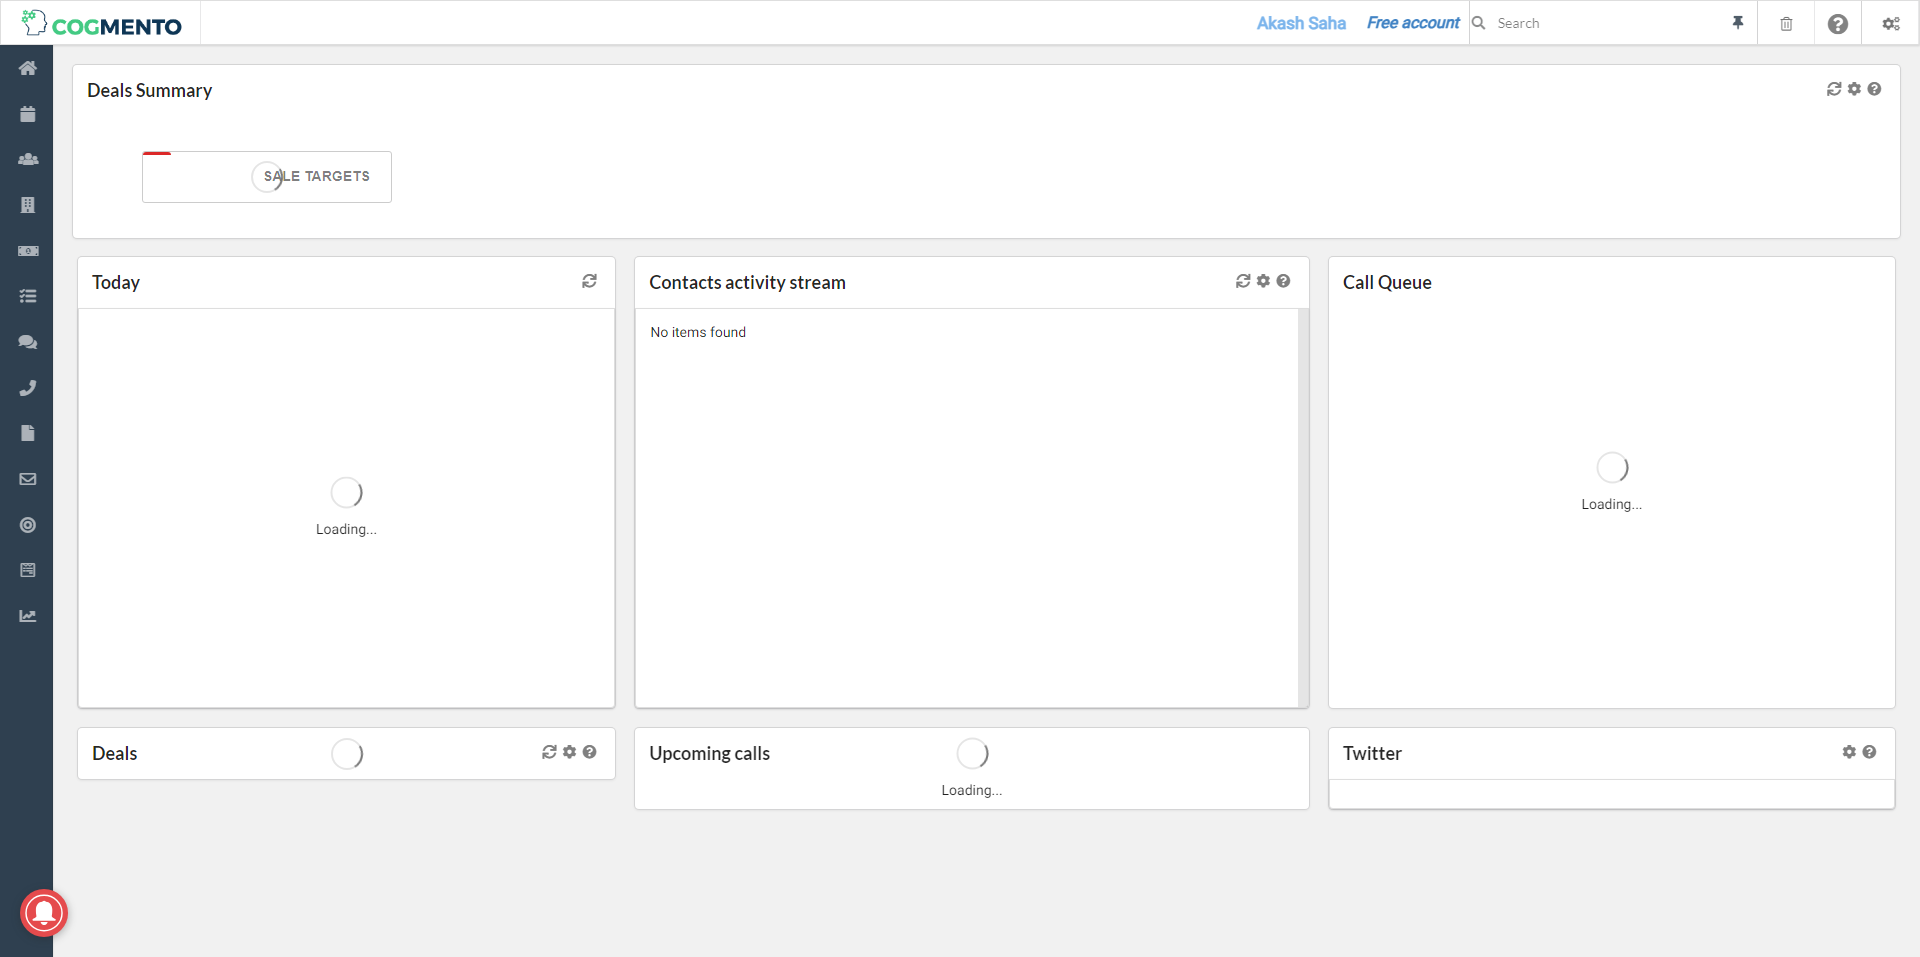 COGMENTO
Akash Saha
Free account
Search
Deals Summary
SALE TARGETS
Today
Loading...
Contacts activity stream
No items found
Call Queue
Loading...
Deals
Upcoming calls
Loading...
Twitter